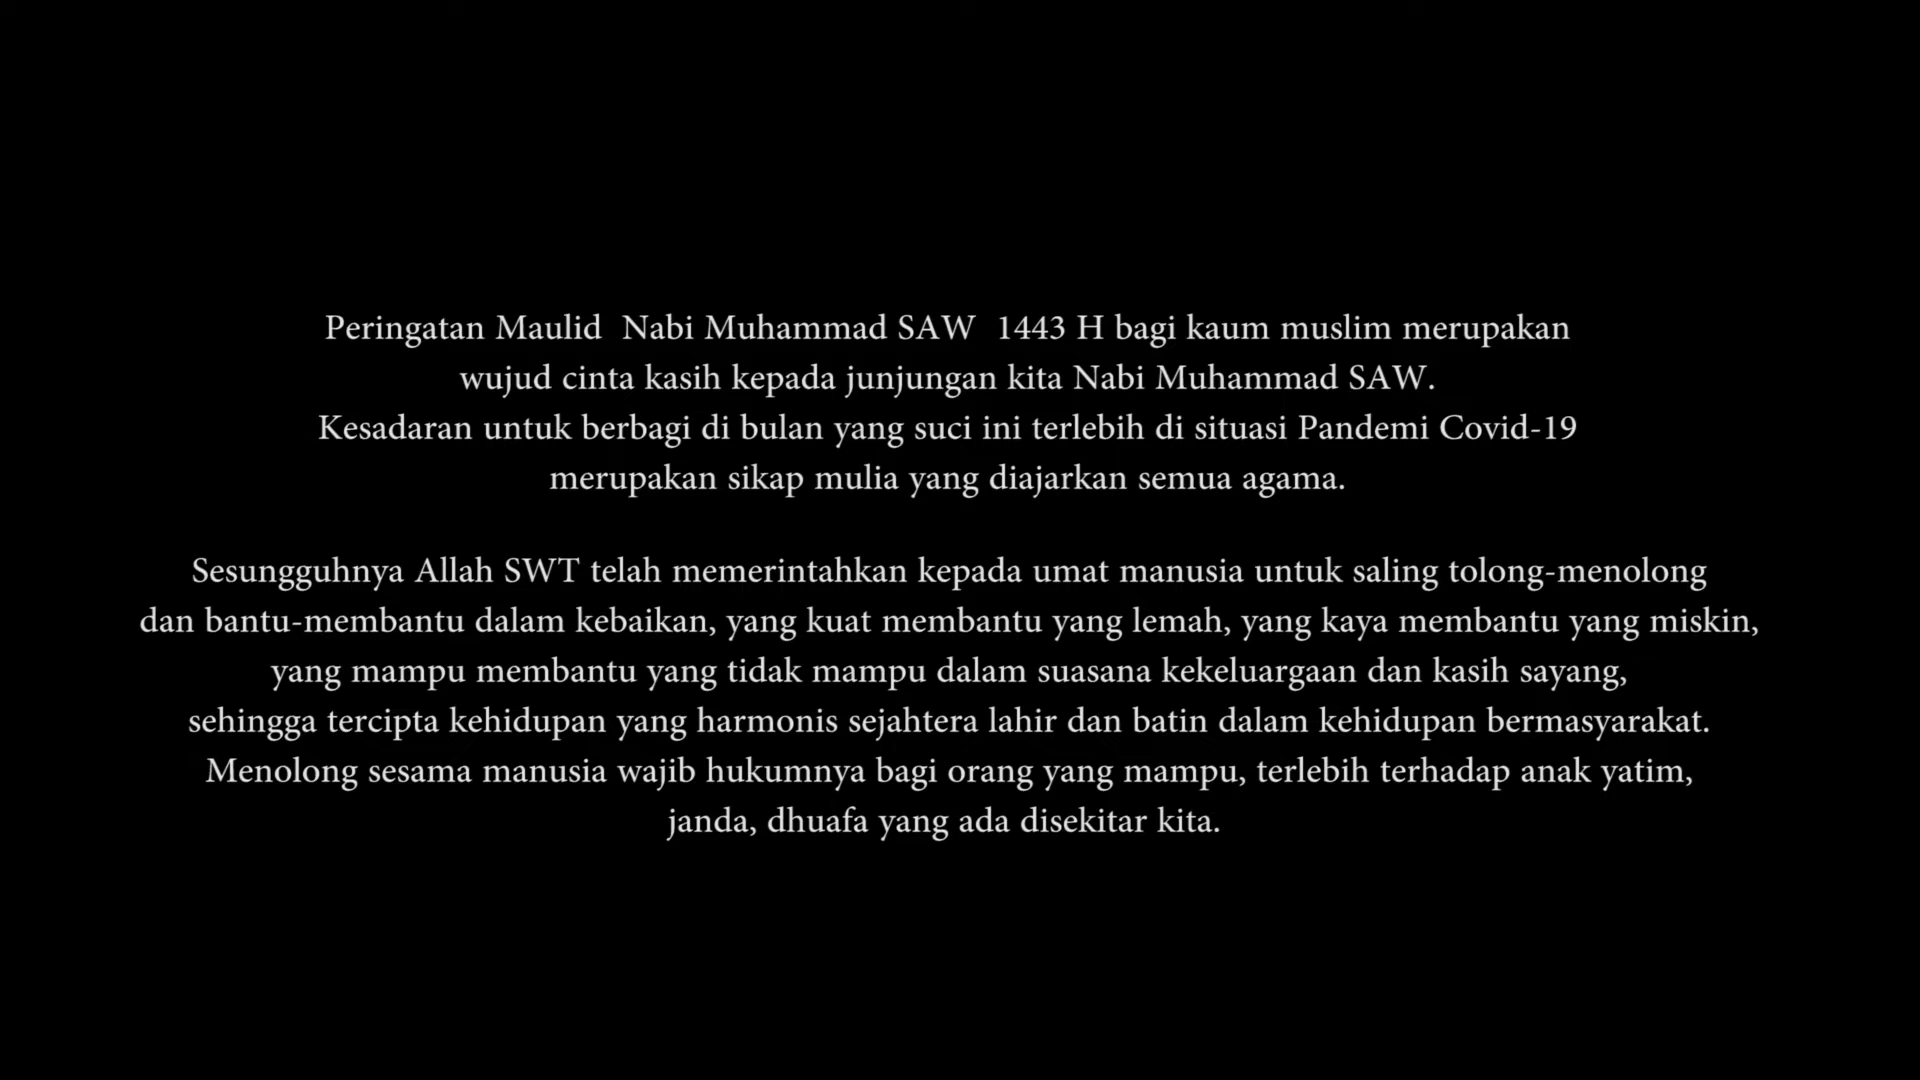 Peringatan Maulid  Nabi Muhammad SAW  1443 H bagi kaum muslim merupakan
wujud cinta kasih kepada junjungan kita Nabi Muhammad SAW.
Kesadaran untuk berbagi di bulan yang suci ini terlebih di situasi Pandemi Covid-19
merupakan sikap mulia yang diajarkan semua agama.
Sesungguhnya Allah SWT telah memerintahkan kepada umat manusia untuk saling tolong-menolong
dan bantu-membantu dalam kebaikan, yang kuat membantu yang lemah, yang kaya membantu yang miskin,
yang mampu membantu yang tidak mampu dalam suasana kekeluargaan dan kasih sayang,
sehingga tercipta kehidupan yang harmonis sejahtera lahir dan batin dalam kehidupan bermasyarakat.
Menolong sesama manusia wajib hukumnya bagi orang yang mampu, terlebih terhadap anak yatim,
janda, dhuafa yang ada disekitar kita.